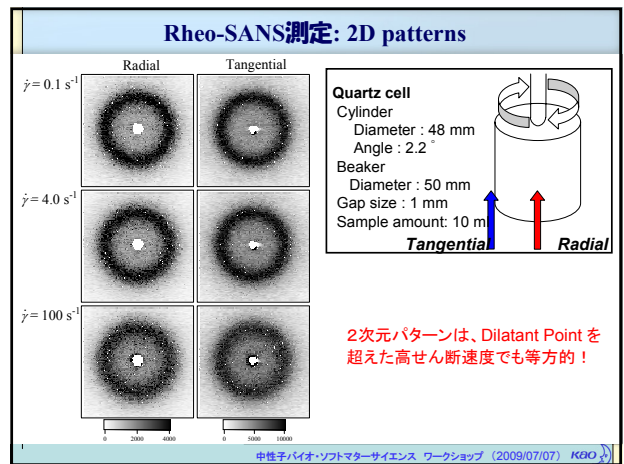 Rheo-SANS測定: 2D patterns
Radial Tangential
γ̇ = 0.1 s⁻¹
γ̇ = 4.0 s⁻¹
γ̇ = 100 s⁻¹
0 2000 4000
0 5000 10000
Quartz cell
Cylinder
Diameter : 48 mm
Angle : 2.2 °
Beaker
Diameter : 50 mm
Gap size : 1 mm
Sample amount: 10 ml
Tangential Radial
2次元パターンは、Dilatant Point を
超えた高せん断速度でも等方的！
中性子バイオ・ソフトマターサイエンス ワークショップ （2009/07/07） KAO